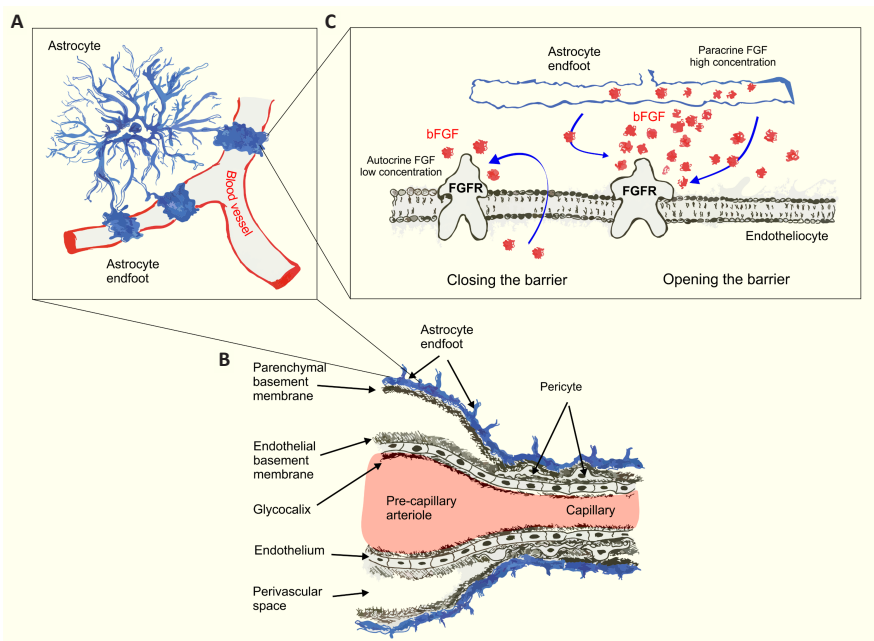 A
Astrocyte
Blood vessel
Astrocyte
endfoot
C
Astrocyte
endfoot
Paracrine FGF
high concentration
bFGF
bFGF
Autocrine FGF
low concentration
FGFR
FGFR
Endotheliocyte
Closing the barrier
Opening the barrier
B
Astrocyte
endfoot
Parenchymal
basement
membrane
Pericyte
Endothelial
basement
membrane
Glycocalix
Pre-capillary
arteriole
Capillary
Endothelium
Perivascular
space